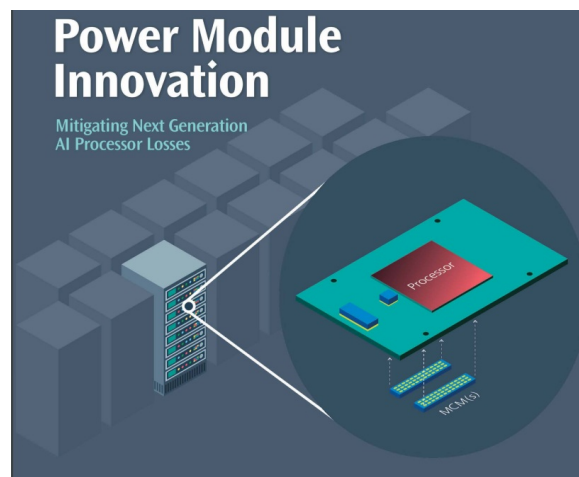 Power Module
Innovation
Mitigating Next Generation
AI Processor Losses
Processor
MCM(s)